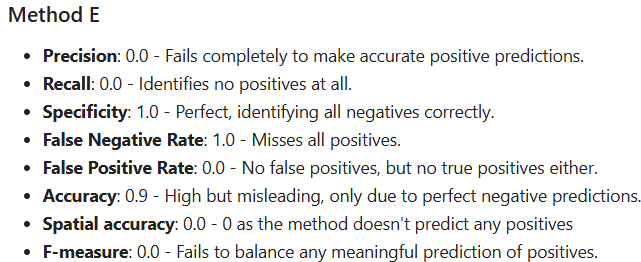 Method E
• Precision: 0.0 - Fails completely to make accurate positive predictions.
• Recall: 0.0 - Identifies no positives at all.
• Specificity: 1.0 - Perfect, identifying all negatives correctly.
• False Negative Rate: 1.0 - Misses all positives.
• False Positive Rate: 0.0 - No false positives, but no true positives either.
• Accuracy: 0.9 - High but misleading, only due to perfect negative predictions.
• Spatial accuracy: 0.0 - 0 as the method doesn't predict any positives
• F-measure: 0.0 - Fails to balance any meaningful prediction of positives.